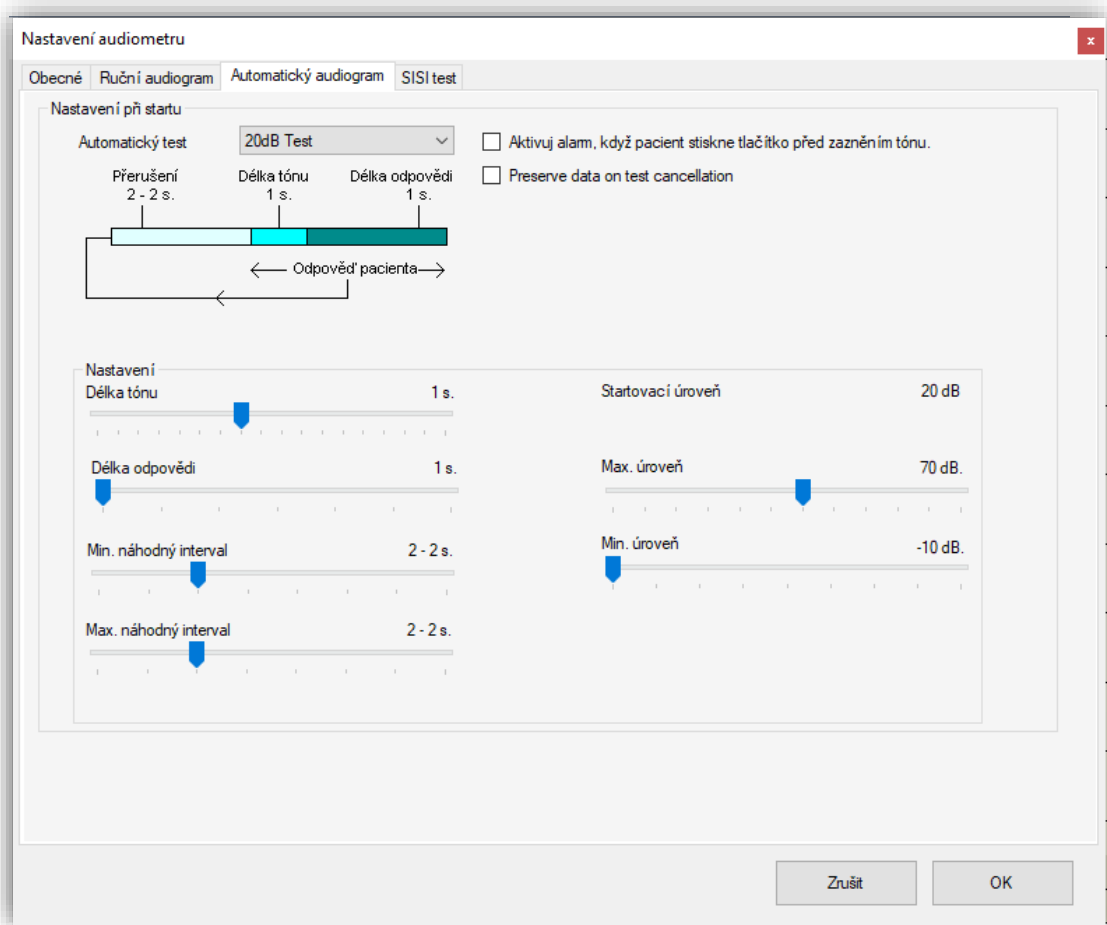 Nastavení audiometru
x
Obecné Ruční audiogram Automatický audiogram SISI test
Nastavení při startu
Automatický test 20dB Test
Aktivuj alarm, když pacient stiskne tlačítko před zazněním tónu.
Preserve data on test cancellation
Přerušení Délka tónu Délka odpovědi
2 - 2 s. 1 s. 1 s.
Odpověď pacienta
Nastavení
Délka tónu 1 s.
Délka odpovědi 1 s.
Min. náhodný interval 2 - 2 s.
Max. náhodný interval 2 - 2 s.
Startovací úroveň 20 dB
Max. úroveň 70 dB.
Min. úroveň -10 dB.
Zrušit OK